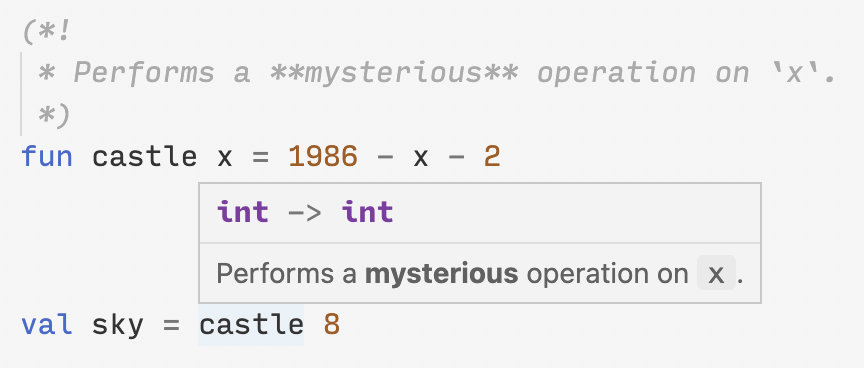 (*!
* Performs a **mysterious** operation on `x`.
*)
fun castle x = 1986 - x - 2
int -> int
Performs a mysterious operation on x.
val sky = castle 8